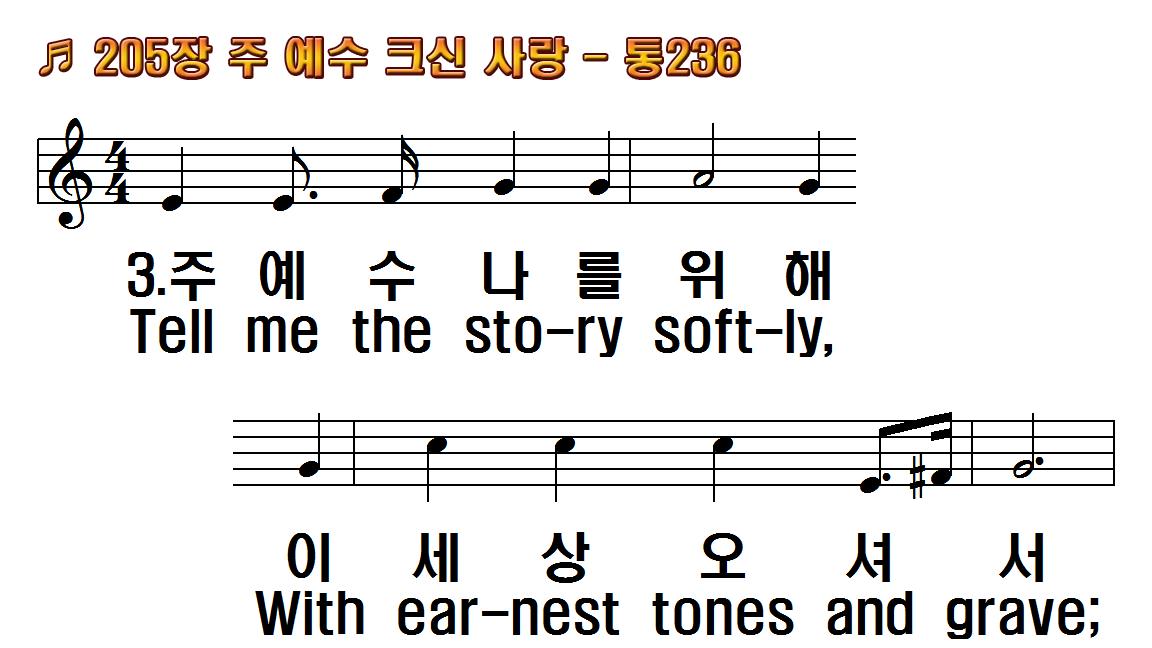 ♬ 205장 주 예수 크신 사랑 - 통236
3.주 예 수 나 를 위 해
Tell me the sto-ry soft-ly,
이 세 상 오 셔 서
With ear-nest tones and grave;